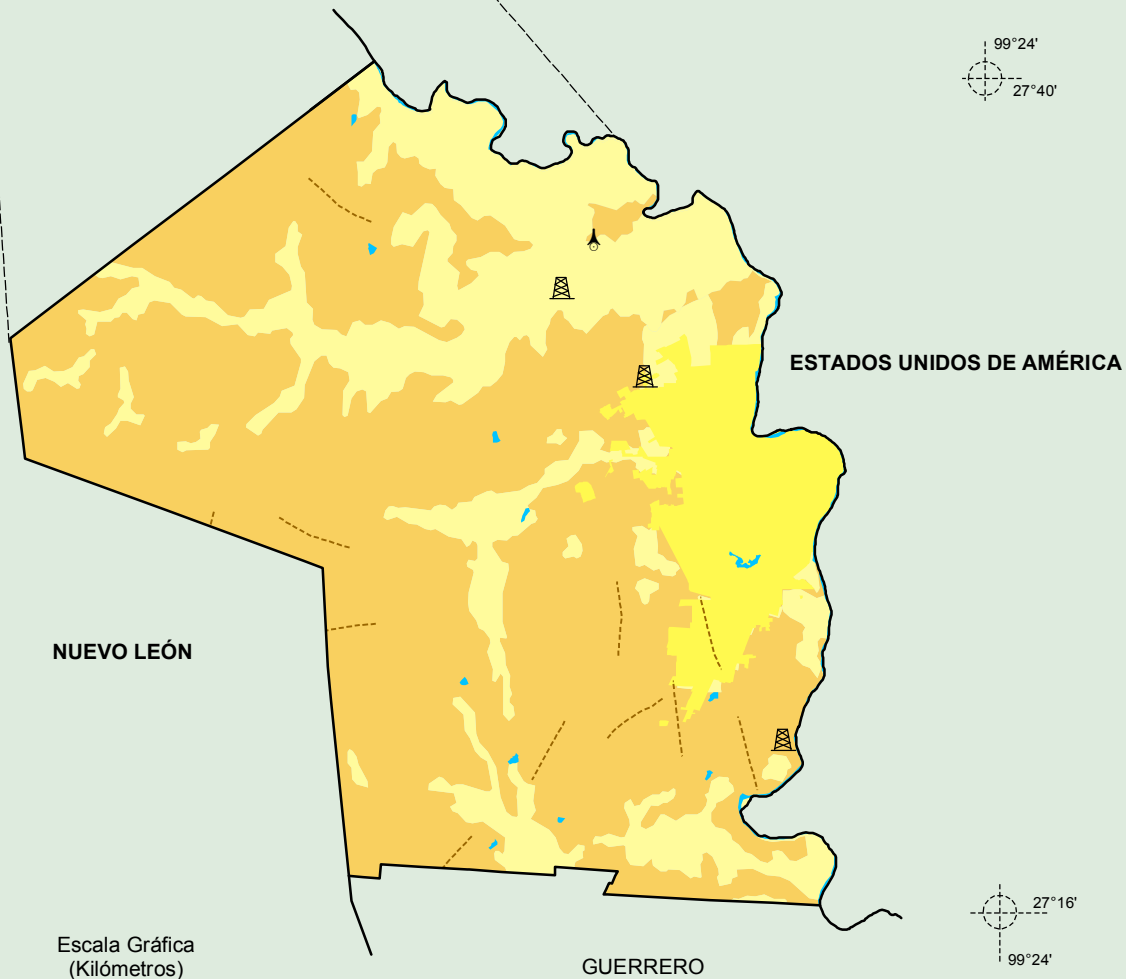 99°24'
27°40'
ESTADOS UNIDOS DE AMÉRICA
NUEVO LEÓN
27°16'
Escala Gráfica
(Kilómetros)
GUERRERO
99°24'